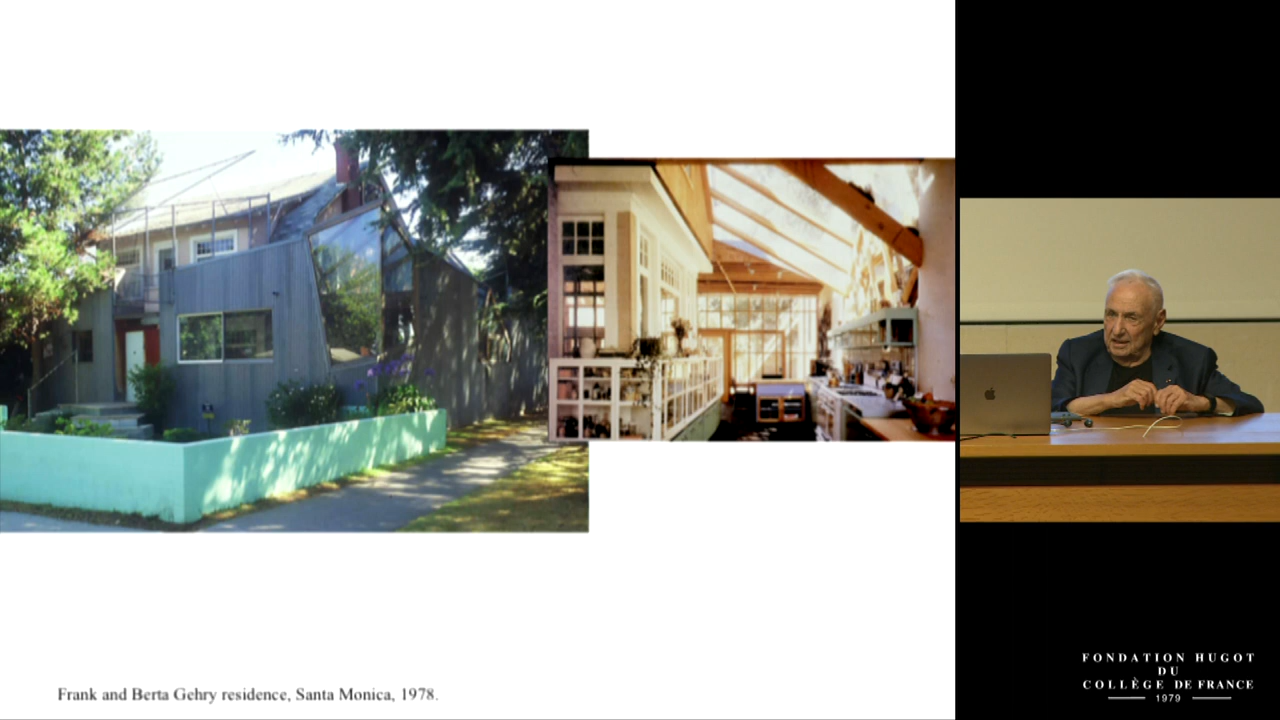 Frank and Berta Gehry residence, Santa Monica, 1978.
FONDATION HUGOT
DU
COLLÈGE DE FRANCE
1979